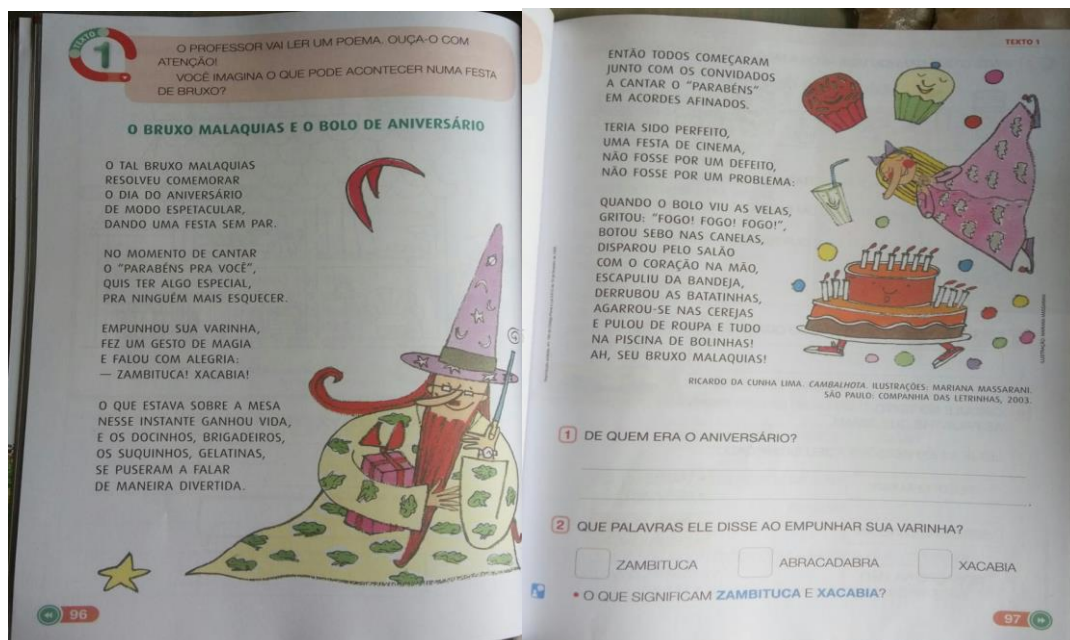 TEXTO
1
O PROFESSOR VAI LER UM POEMA. OUÇA-O COM
ATENÇÃO!
VOCÊ IMAGINA O QUE PODE ACONTECER NUMA FESTA
DE BRUXO?
O BRUXO MALAQUIAS E O BOLO DE ANIVERSÁRIO
O TAL BRUXO MALAQUIAS
RESOLVEU COMEMORAR
O DIA DO ANIVERSÁRIO
DE MODO ESPETACULAR,
DANDO UMA FESTA SEM PAR.
NO MOMENTO DE CANTAR
O "PARABÉNS PRA VOCÊ",
QUIS TER ALGO ESPECIAL,
PRA NINGUÉM MAIS ESQUECER.
EMPUNHOU SUA VARINHA,
FEZ UM GESTO DE MAGIA
E FALOU COM ALEGRIA:
— ZAMBITUCA! XACABIA!
O QUE ESTAVA SOBRE A MESA
NESSE INSTANTE GANHOU VIDA,
E OS DOCINHOS, BRIGADEIROS,
OS SUQUINHOS, GELATINAS,
SE PUSERAM A FALAR
DE MANEIRA DIVERTIDA.
96
TEXTO 1
ENTÃO TODOS COMEÇARAM
JUNTO COM OS CONVIDADOS
A CANTAR O "PARABÉNS"
EM ACORDES AFINADOS.
TERIA SIDO PERFEITO,
UMA FESTA DE CINEMA,
NÃO FOSSE POR UM DEFEITO,
NÃO FOSSE POR UM PROBLEMA:
QUANDO O BOLO VIU AS VELAS,
GRITOU: "FOGO! FOGO! FOGO!",
BOTOU SEBO NAS CANELAS,
DISPAROU PELO SALÃO
COM O CORAÇÃO NA MÃO,
ESCAPULIU DA BANDEJA,
DERRUBOU AS BATATINHAS,
AGARROU-SE NAS CEREJAS
E PULOU DE ROUPA E TUDO
NA PISCINA DE BOLINHAS!
AH, SEU BRUXO MALAQUIAS!
ILUSTRAÇÃO: MARIANA MASSARANI
RICARDO DA CUNHA LIMA. CAMBALHOTA. ILUSTRAÇÕES: MARIANA MASSARANI.
SÃO PAULO: COMPANHIA DAS LETRINHAS, 2003.
1 DE QUEM ERA O ANIVERSÁRIO?
2 QUE PALAVRAS ELE DISSE AO EMPUNHAR SUA VARINHA?
ZAMBITUCA ABRACADABRA XACABIA
• O QUE SIGNIFICAM ZAMBITUCA E XACABIA?
97